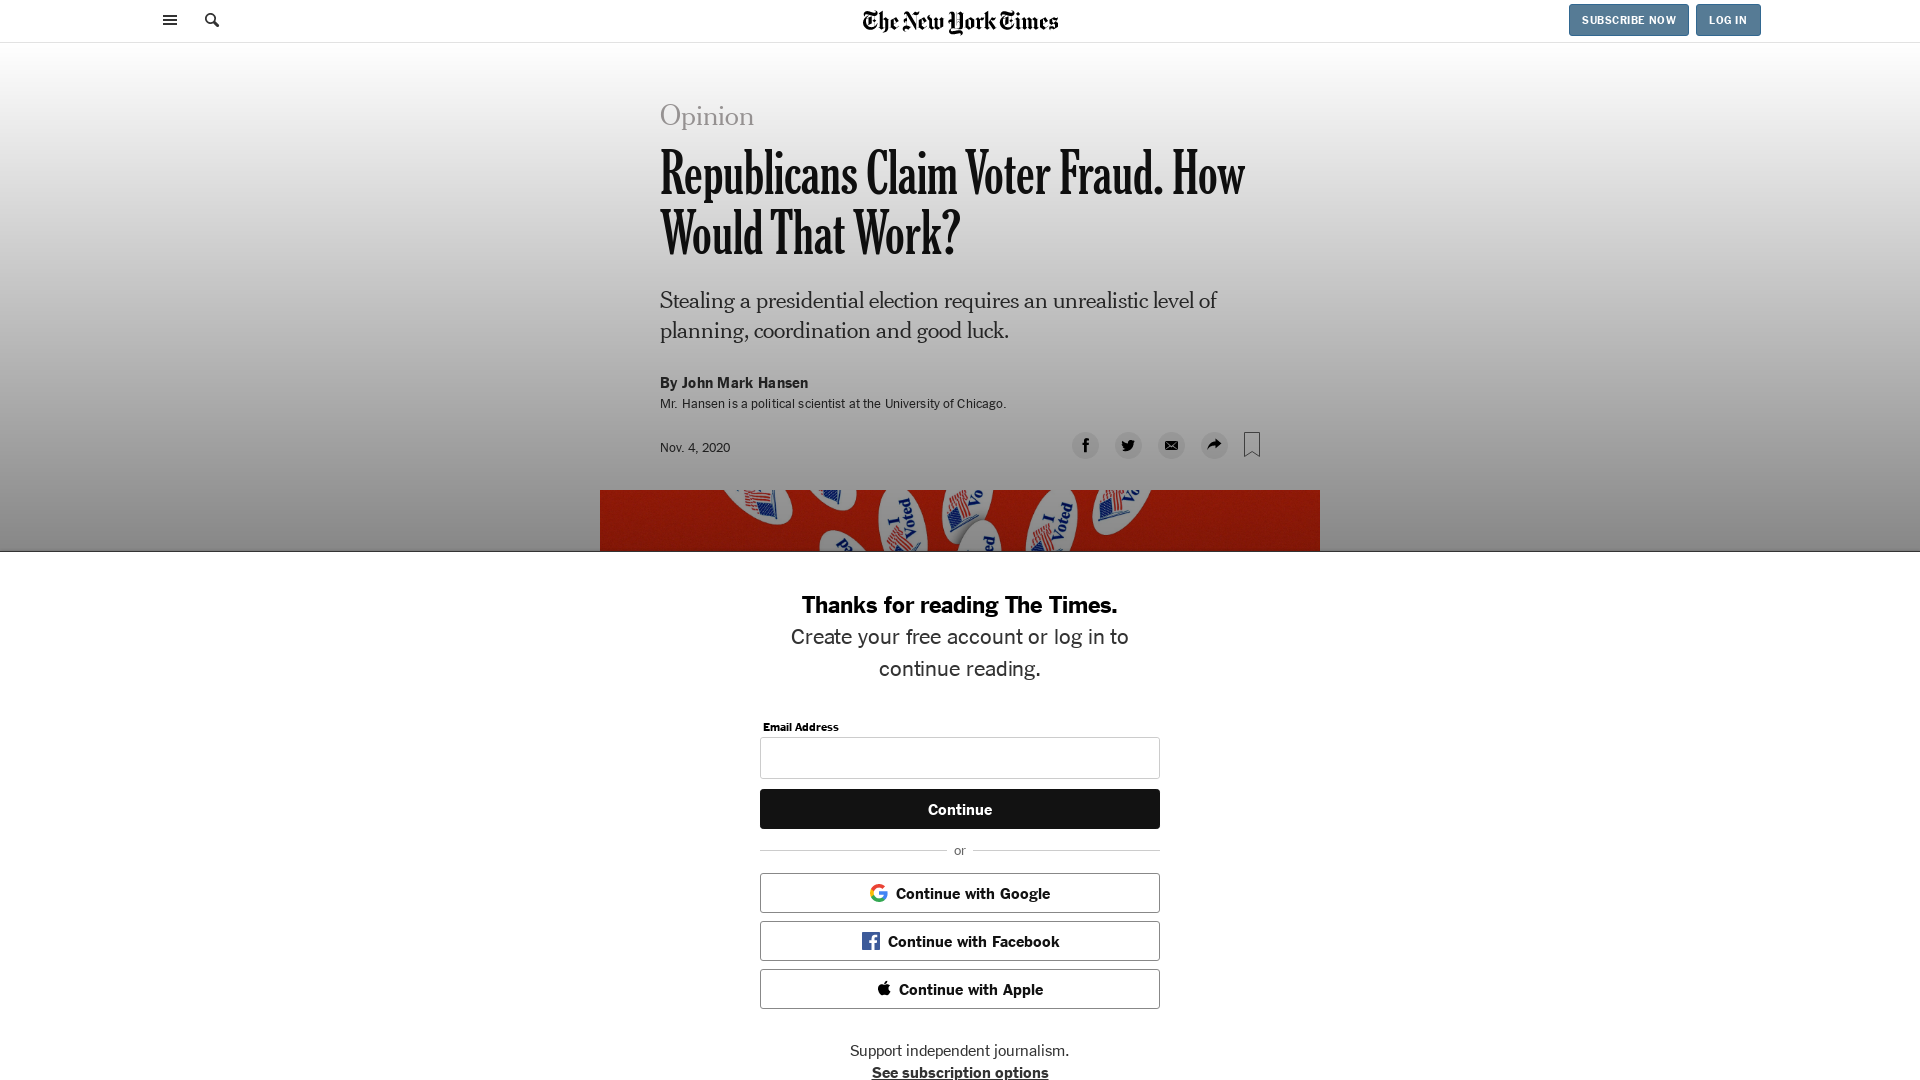 The New York Times
SUBSCRIBE NOW
LOG IN
Opinion
Republicans Claim Voter Fraud. How
Would That Work?
Stealing a presidential election requires an unrealistic level of
planning, coordination and good luck.
By John Mark Hansen
Mr. Hansen is a political scientist at the University of Chicago.
Nov. 4, 2020
I Voted
I Voted
Thanks for reading The Times.
Create your free account or log in to
continue reading.
Email Address
Continue
or
Continue with Google
Continue with Facebook
Continue with Apple
Support independent journalism.
See subscription options